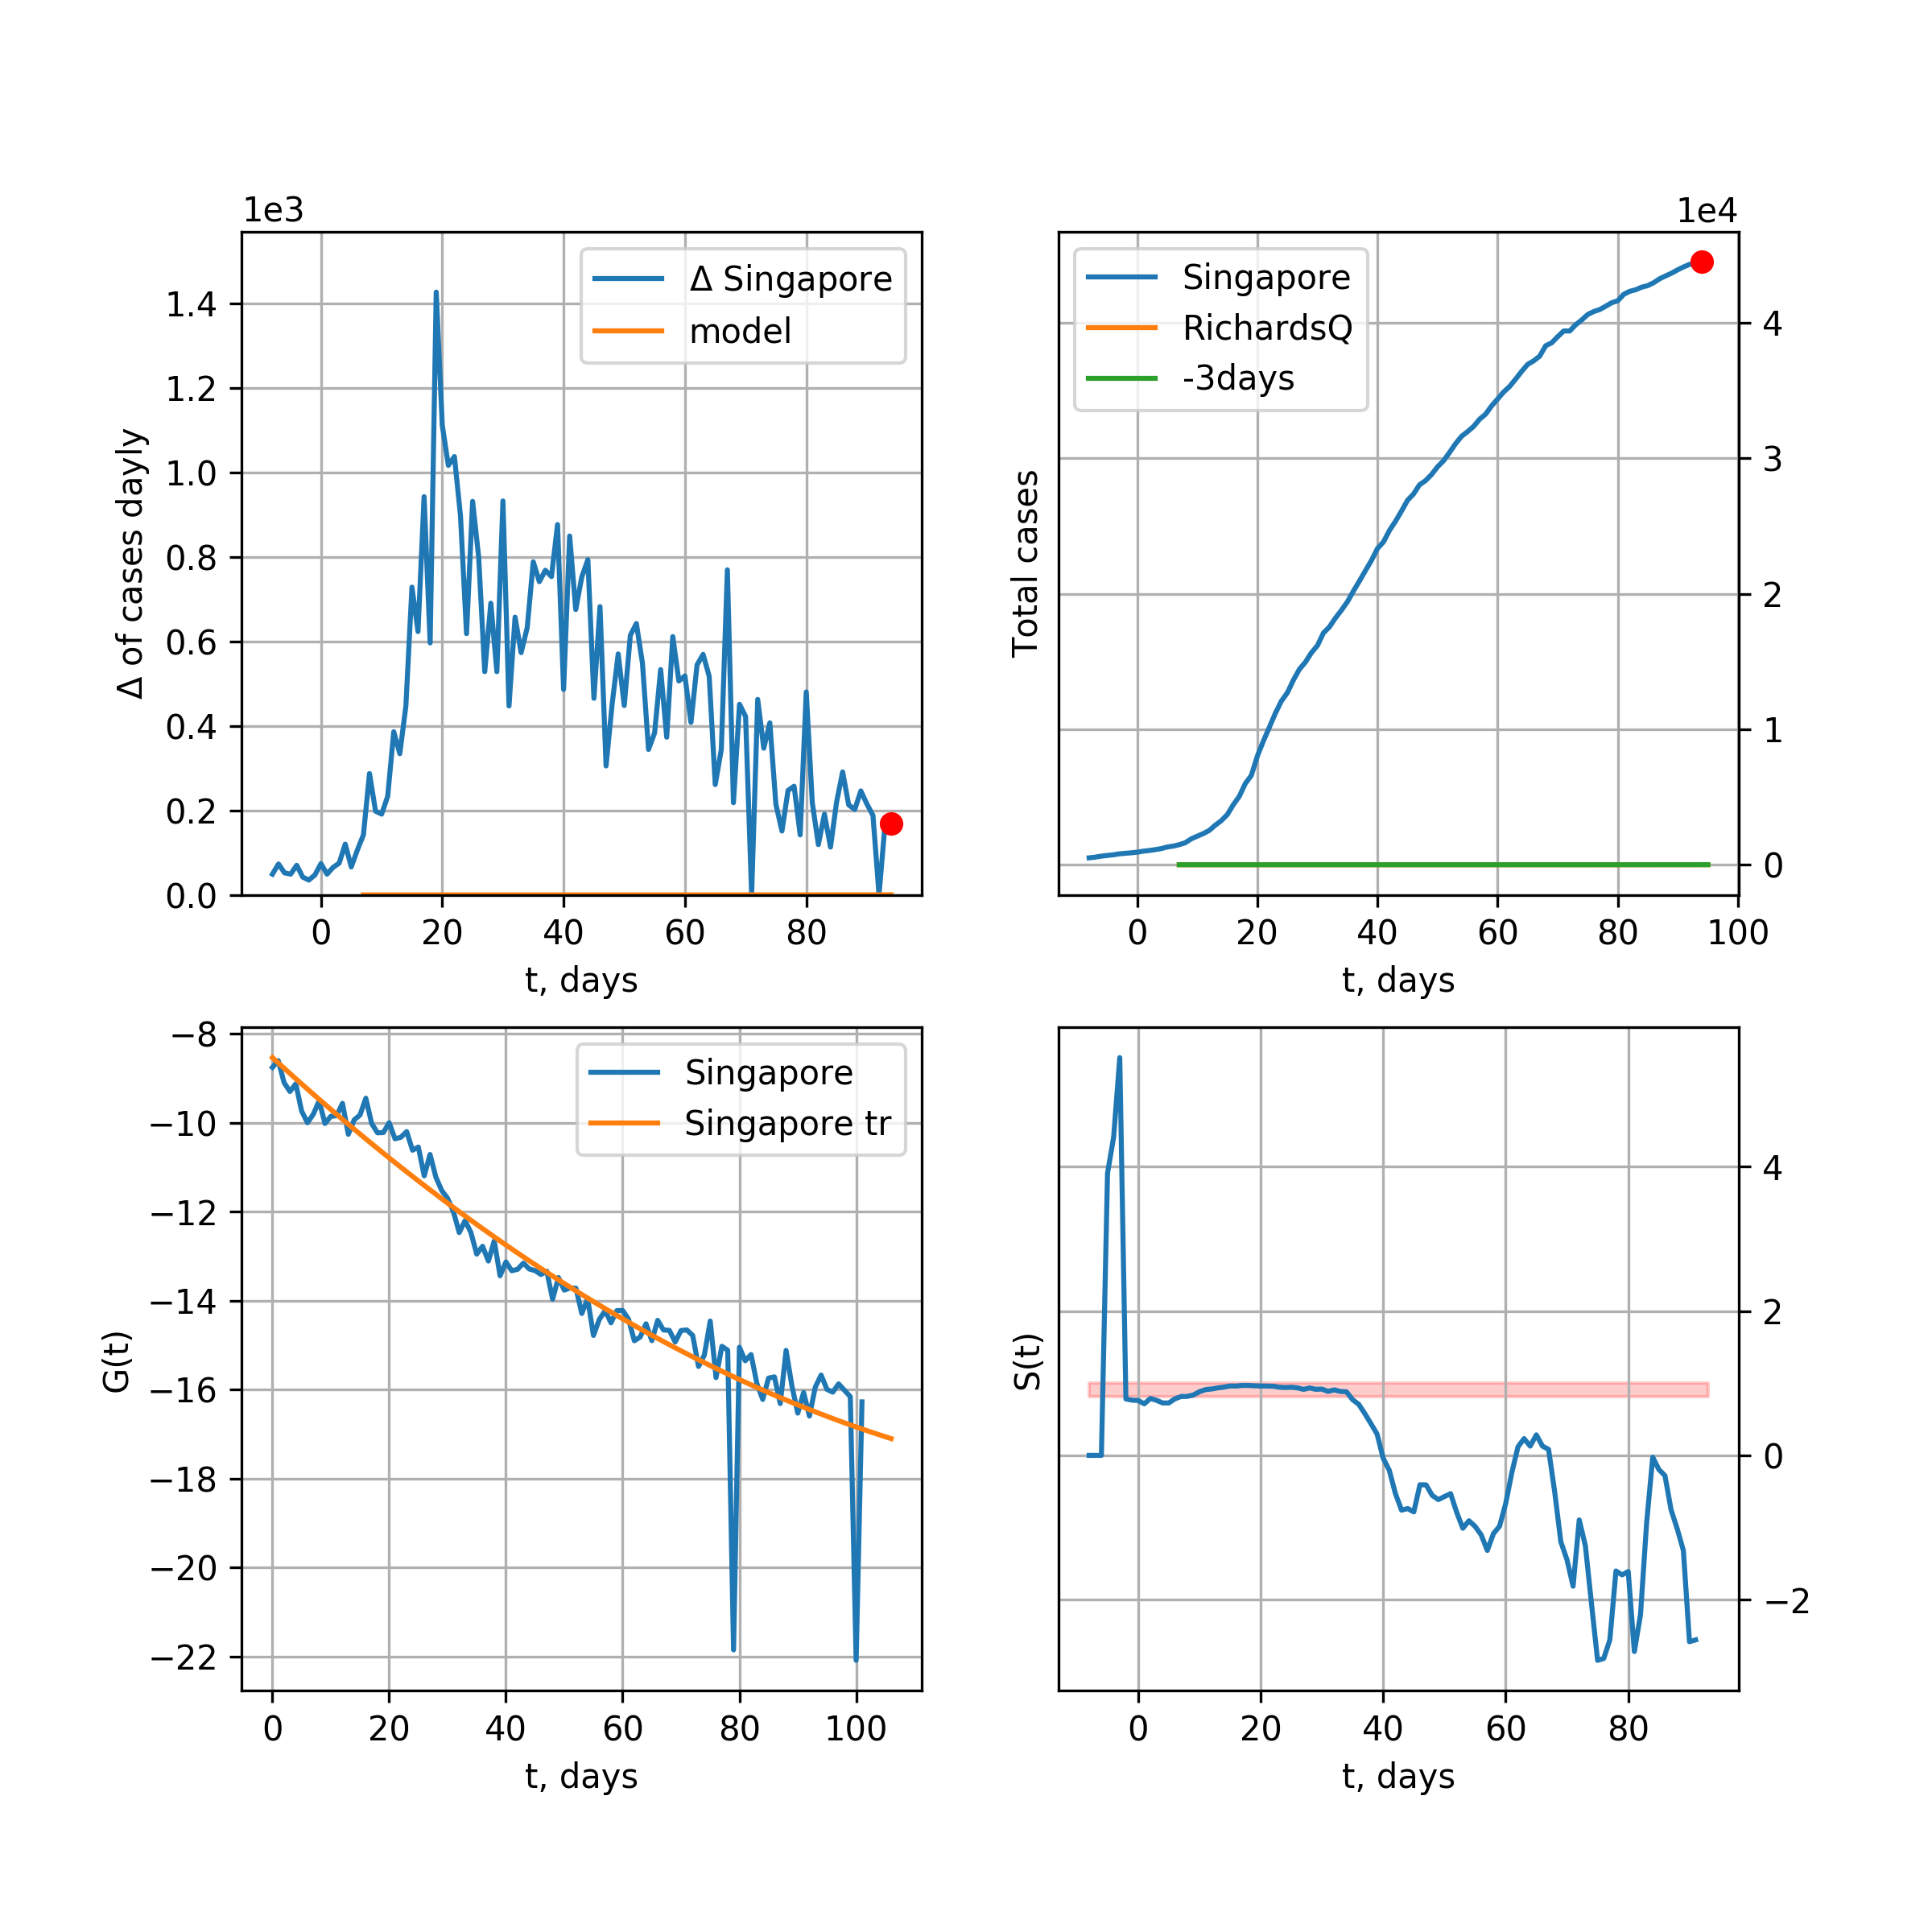 1e3
Δ of cases dayly
1.4
1.2
1.0
0.8
0.6
0.4
0.2
0.0
Δ Singapore
model
0 20 40 60 80
t, days
1e4
Total cases
Singapore
RichardsQ
-3days
4
3
2
1
0
0 20 40 60 80 100
t, days
G(t)
−8
−10
−12
−14
−16
−18
−20
−22
Singapore
Singapore tr
0 20 40 60 80 100
t, days
S(t)
4
2
0
−2
0 20 40 60 80
t, days